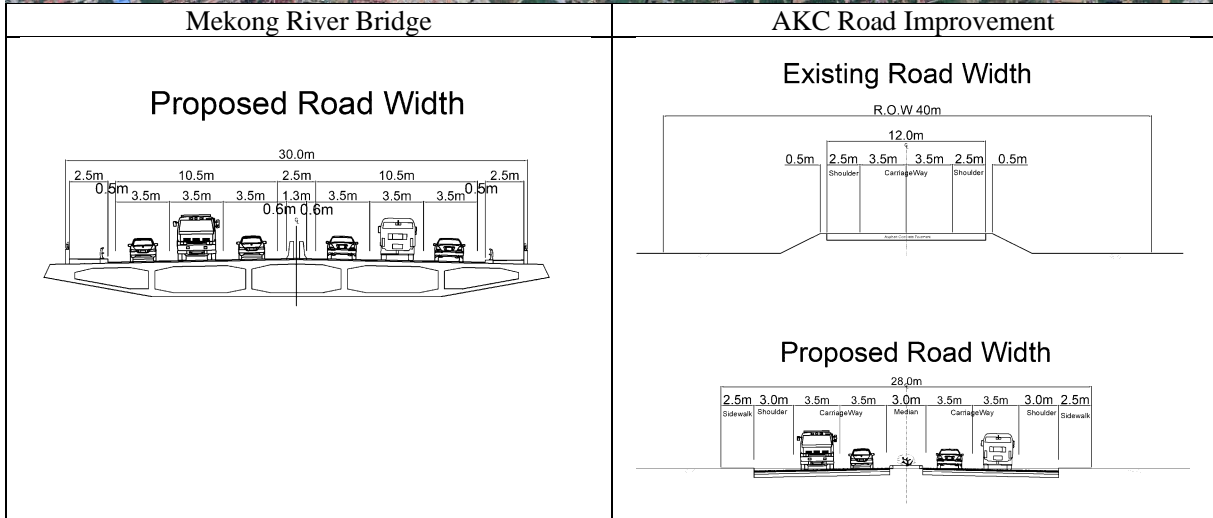 Mekong River Bridge
AKC Road Improvement
Proposed Road Width
30.0m
2.5m 10.5m 2.5m 10.5m 2.5m
0.5m 0.5m
3.5m 3.5m 3.5m 1.3m 3.5m 3.5m 3.5m
0.6m 0.6m
Existing Road Width
R.O.W 40m
12.0m
0.5m 2.5m 3.5m 3.5m 2.5m 0.5m
Shoulder CarriageWay Shoulder
Asphalt Concrete Pavement
Proposed Road Width
28.0m
2.5m 3.0m 3.5m 3.5m 3.0m 3.5m 3.5m 3.0m 2.5m
Sidewalk Shoulder CarriageWay Median CarriageWay Shoulder Sidewalk